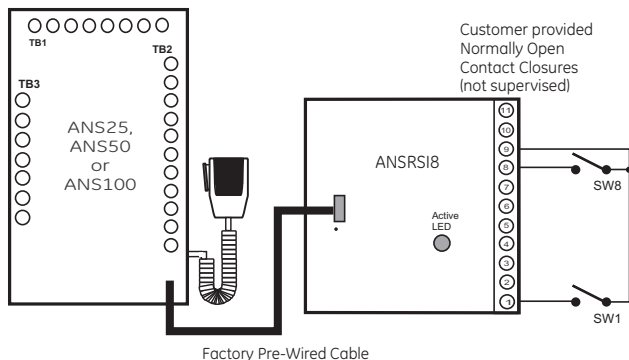 TB1
TB2
TB3
ANS25,
ANS50
or
ANS100
Factory Pre-Wired Cable
Customer provided
Normally Open
Contact Closures
(not supervised)
ANSRSI8
Active
LED
11
10
9
8
7
6
5
4
3
2
1
SW8
SW1